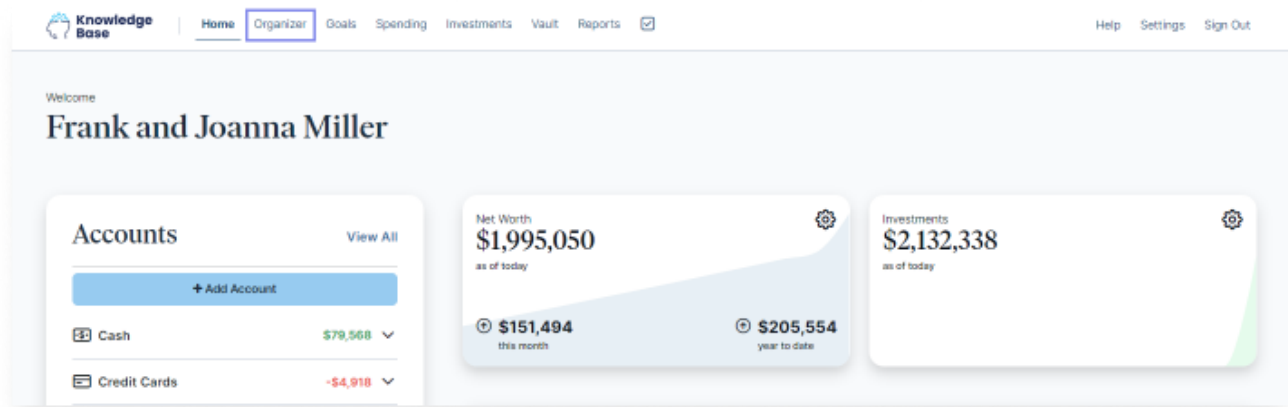 Knowledge Base
Home Organizer Goals Spending Investments Vault Reports
Help Settings Sign Out
Welcome
Frank and Joanna Miller
Accounts
View All
+ Add Account
Cash $79,568
Credit Cards -$4,918
Net Worth
$1,995,050
as of today
$151,494
this month
$205,554
year to date
Investments
$2,132,338
as of today